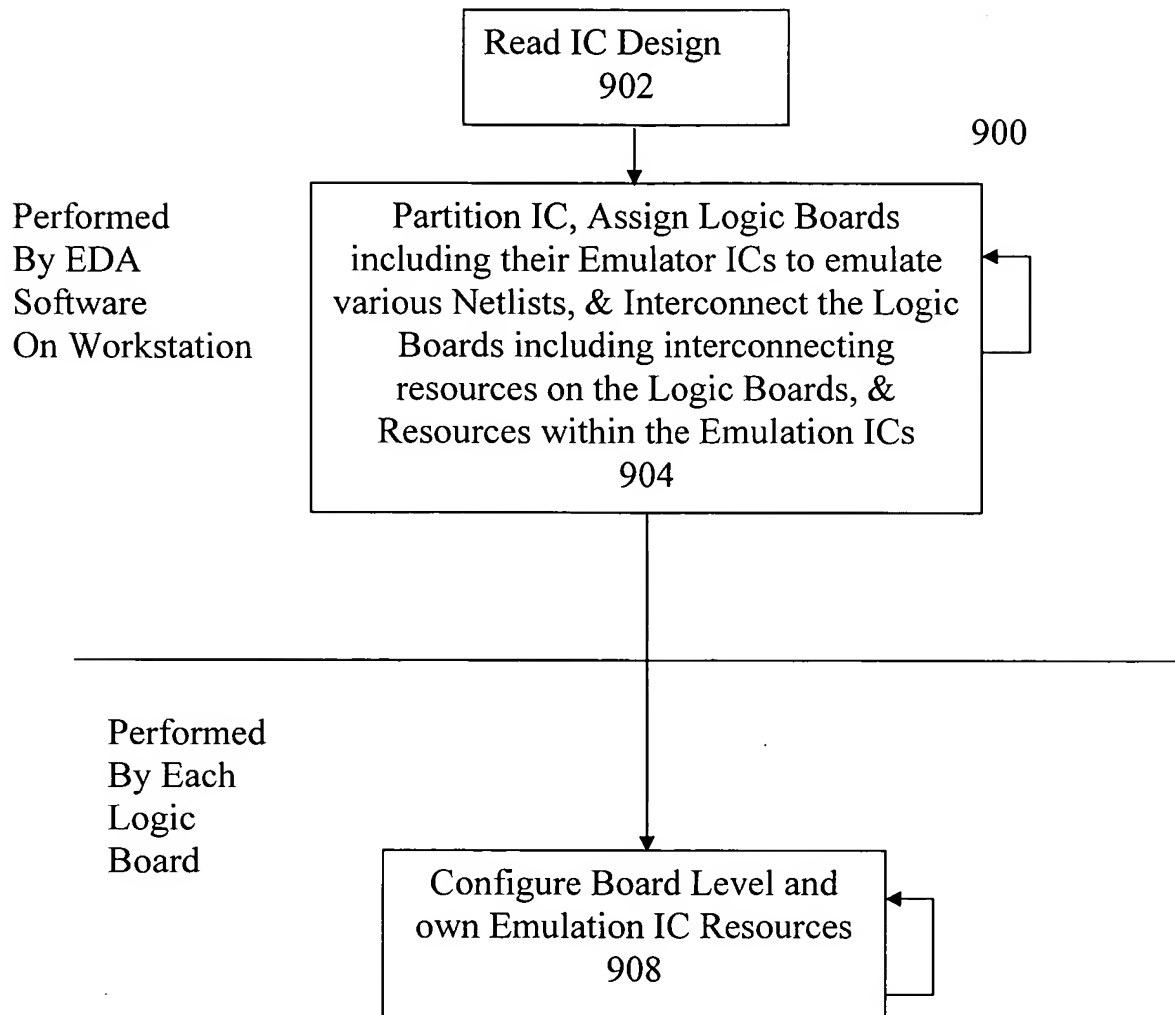 Read IC Design
902
900
Performed
By EDA
Software
On Workstation
Partition IC, Assign Logic Boards
including their Emulator ICs to emulate
various Netlists, & Interconnect the Logic
Boards including interconnecting
resources on the Logic Boards, &
Resources within the Emulation ICs
904
Performed
By Each
Logic
Board
Configure Board Level and
own Emulation IC Resources
908